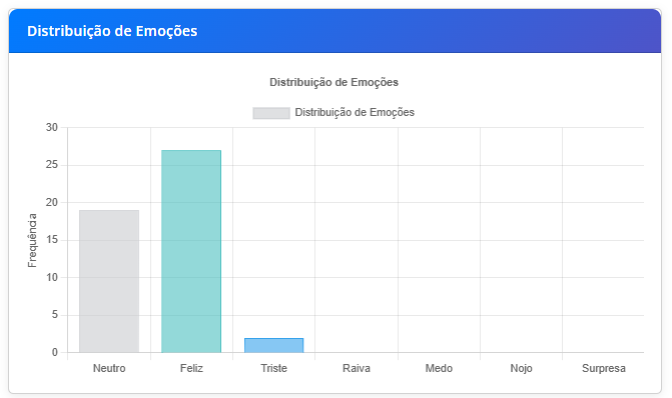 Distribuição de Emoções
Distribuição de Emoções
Distribuição de Emoções
30
25
20
15
10
5
0
Frequência
Neutro Feliz Triste Raiva Medo Nojo Surpresa